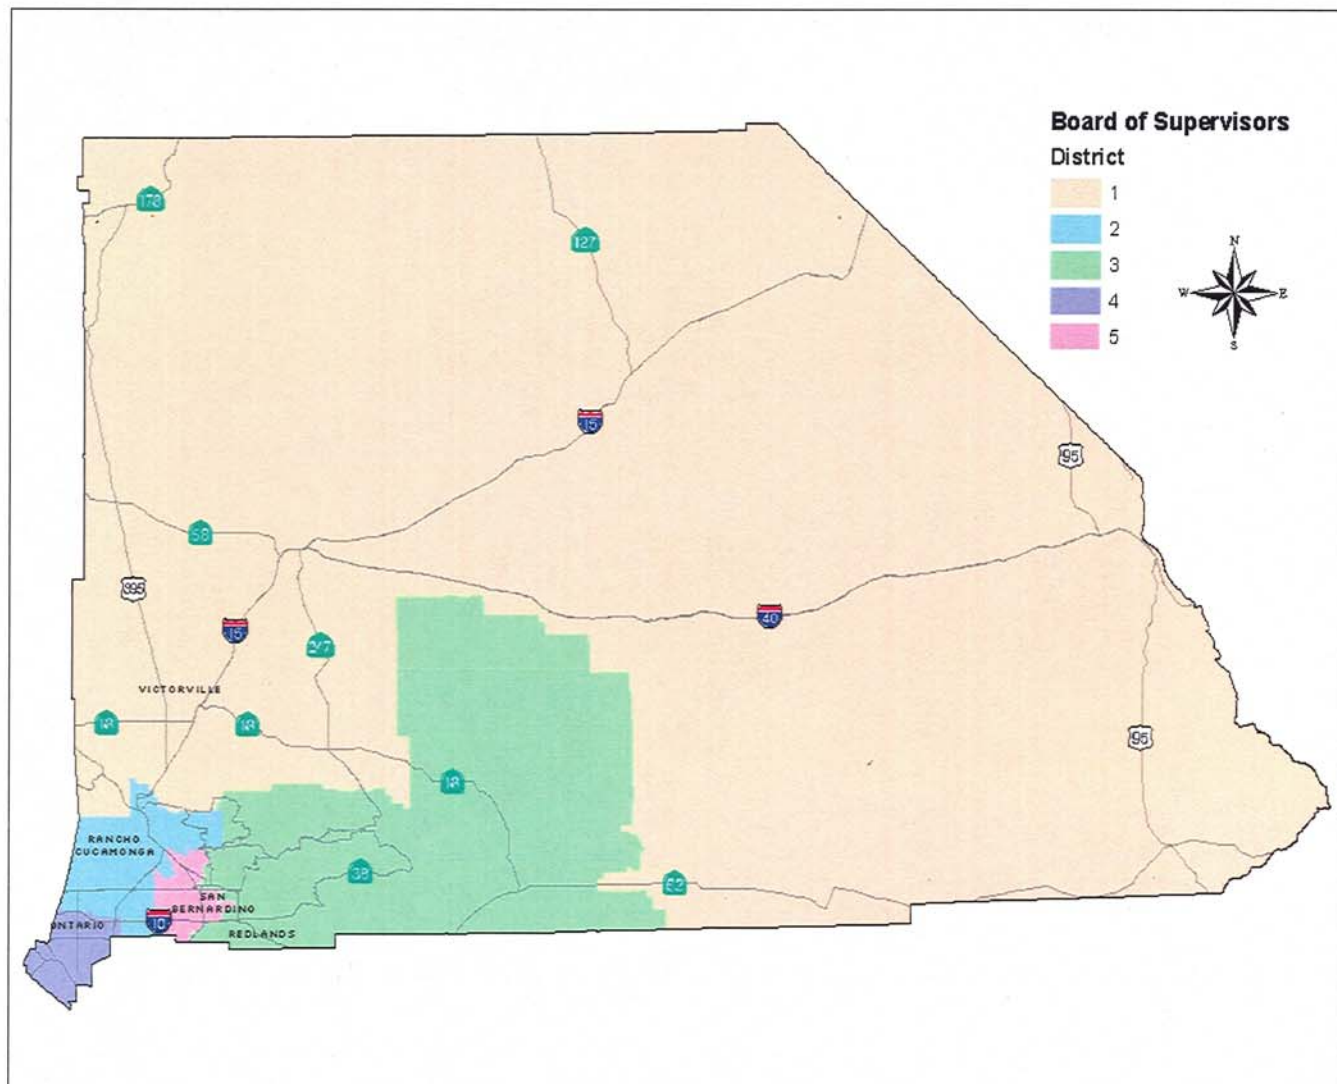 Board of Supervisors
District
1
2
3
4
5
N
W
E
S
178
127
15
95
58
395
15
40
247
VICTORVILLE
18
18
95
18
RANCHO
CUCAMONGA
38
62
SAN
BERNARDINO
10
ONTARIO
REDLANDS